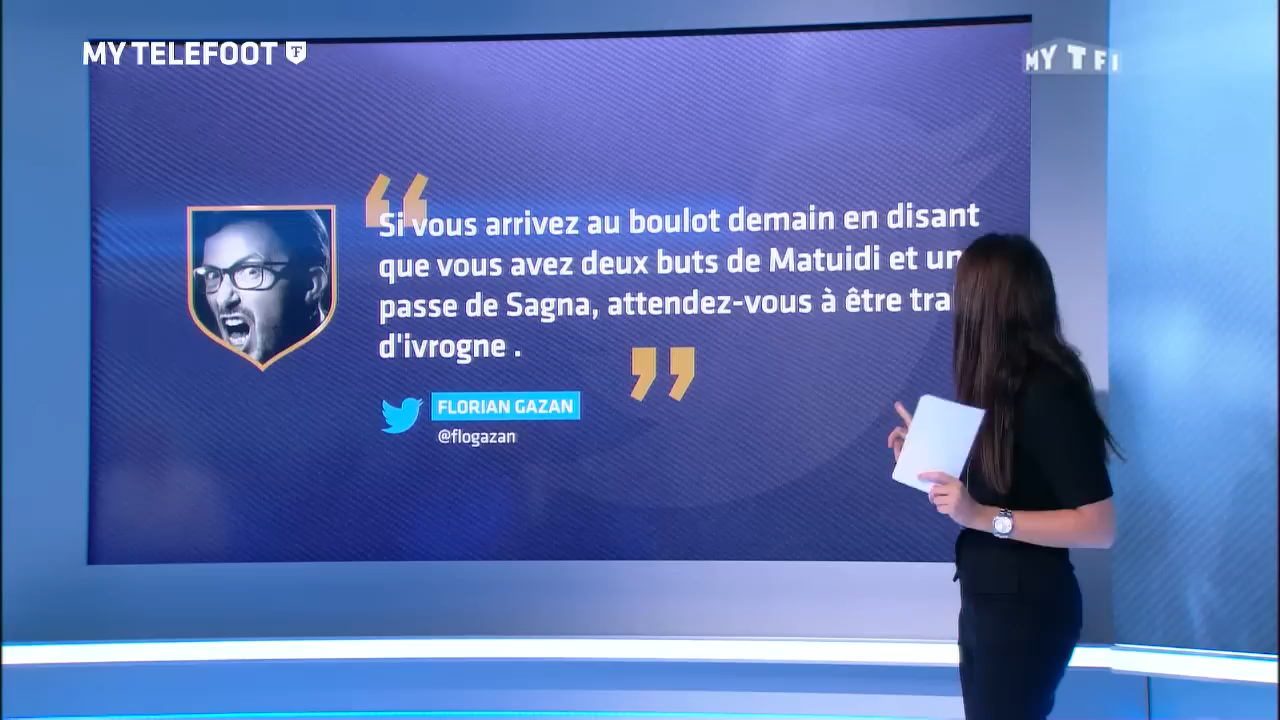 MY TELEFOOT
MY TF1
Si vous arrivez au boulot demain en disant
que vous avez deux buts de Matuidi et
passe de Sagna, attendez-vous à être
d'ivrogne .
FLORIAN GAZAN
@flogazan